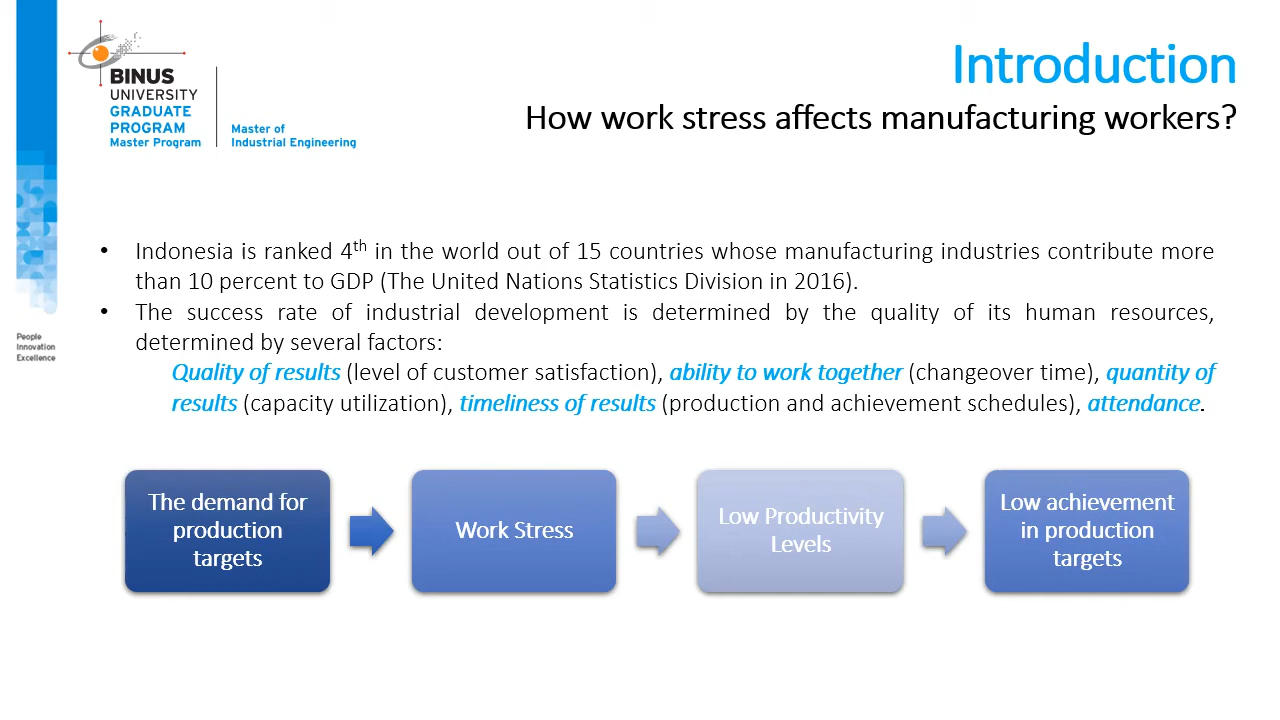 BINUS
UNIVERSITY
GRADUATE
PROGRAM
Master Program
Master of
Industrial Engineering
Introduction
How work stress affects manufacturing workers?
People
Innovation
Excellence
• Indonesia is ranked 4th in the world out of 15 countries whose manufacturing industries contribute more
than 10 percent to GDP (The United Nations Statistics Division in 2016).
• The success rate of industrial development is determined by the quality of its human resources,
determined by several factors:
Quality of results (level of customer satisfaction), ability to work together (changeover time), quantity of
results (capacity utilization), timeliness of results (production and achievement schedules), attendance.
The demand for
production
targets
Work Stress
Low Productivity
Levels
Low achievement
in production
targets